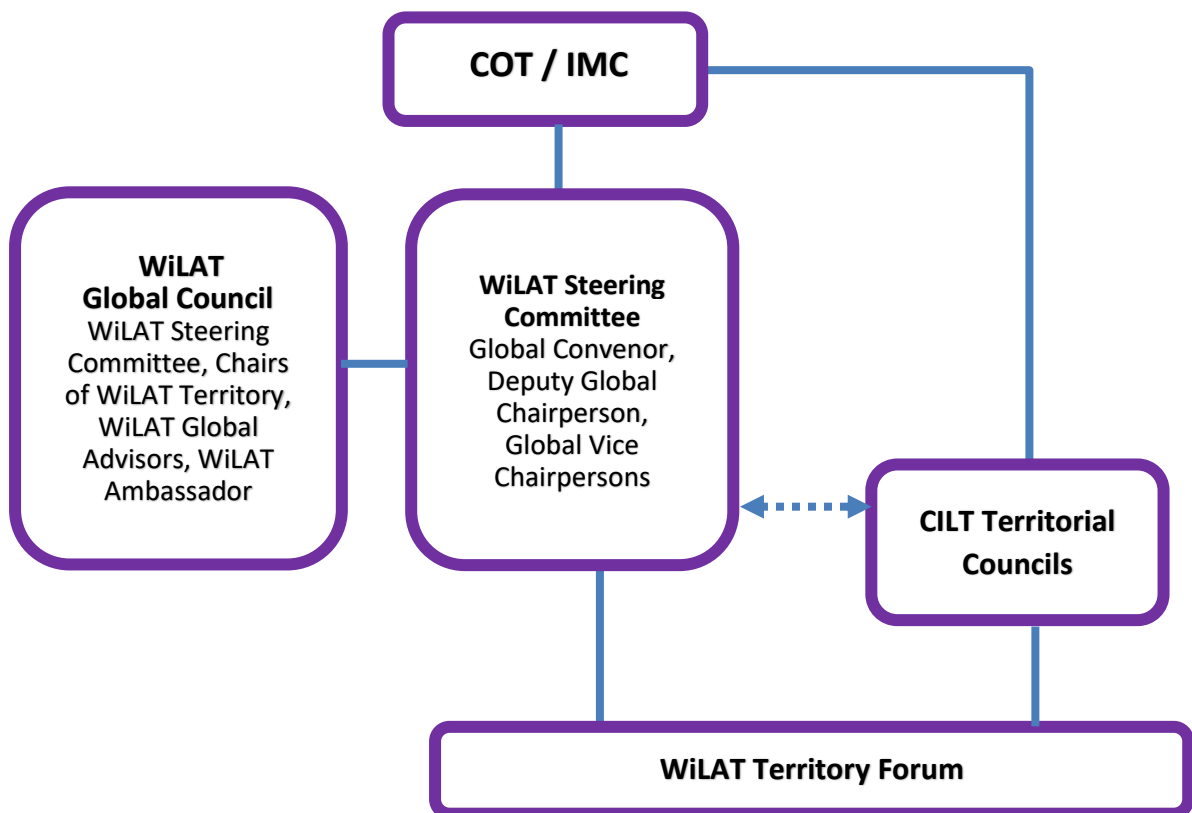 COT / IMC
WiLAT
Global Council
WiLAT Steering
Committee, Chairs
of WiLAT Territory,
WiLAT Global
Advisors, WiLAT
Ambassador
WiLAT Steering
Committee
Global Convenor,
Deputy Global
Chairperson,
Global Vice
Chairpersons
CILT Territorial
Councils
WiLAT Territory Forum